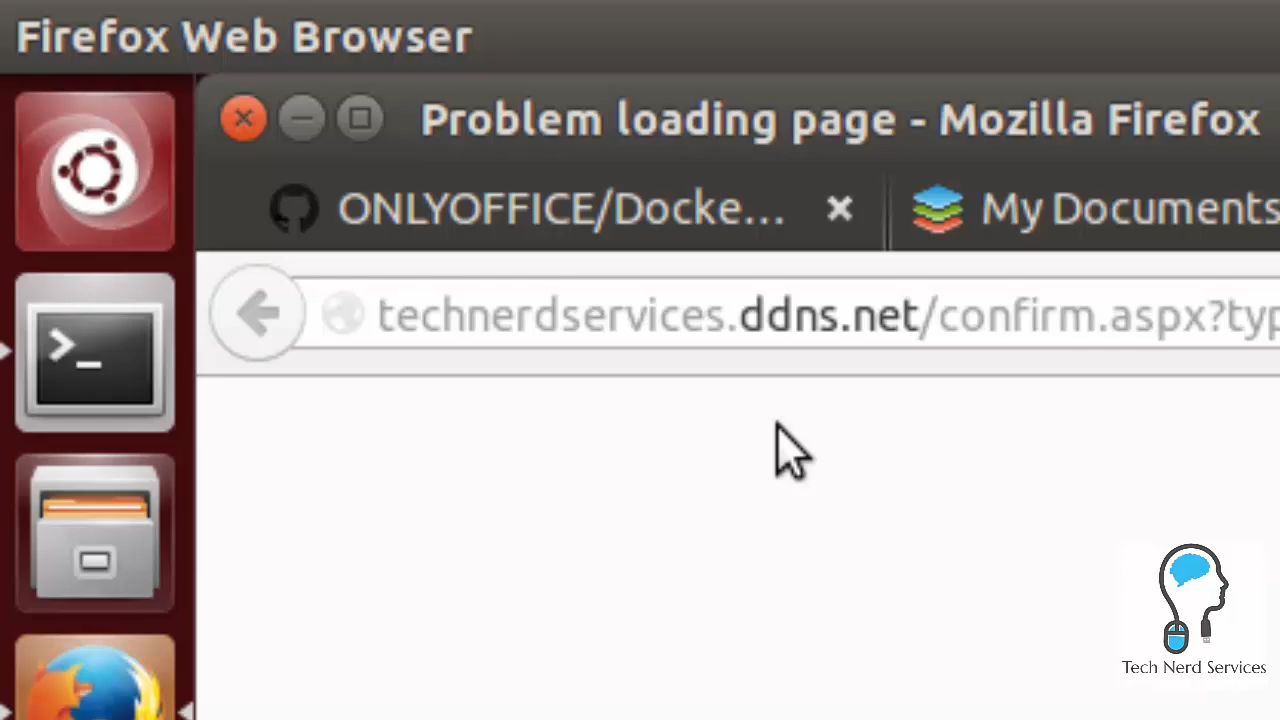 Firefox Web Browser
Problem loading page - Mozilla Firefox
ONLYOFFICE/Docke... My Documents
technerdservices.ddns.net/confirm.aspx?typ
>_
Tech Nerd Services